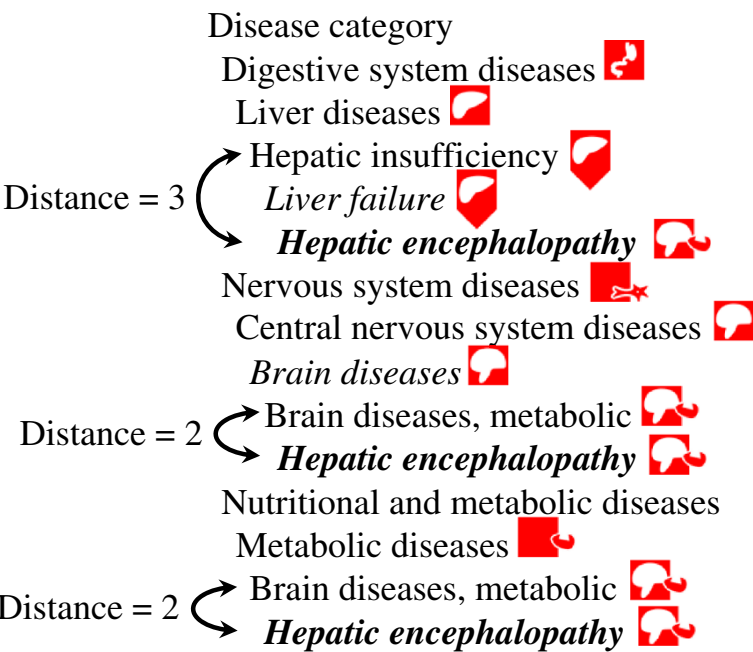 Disease category
Digestive system diseases
Liver diseases
Hepatic insufficiency
Distance = 3
Liver failure
Hepatic encephalopathy
Nervous system diseases
Central nervous system diseases
Brain diseases
Brain diseases, metabolic
Distance = 2
Hepatic encephalopathy
Nutritional and metabolic diseases
Metabolic diseases
Brain diseases, metabolic
Distance = 2
Hepatic encephalopathy